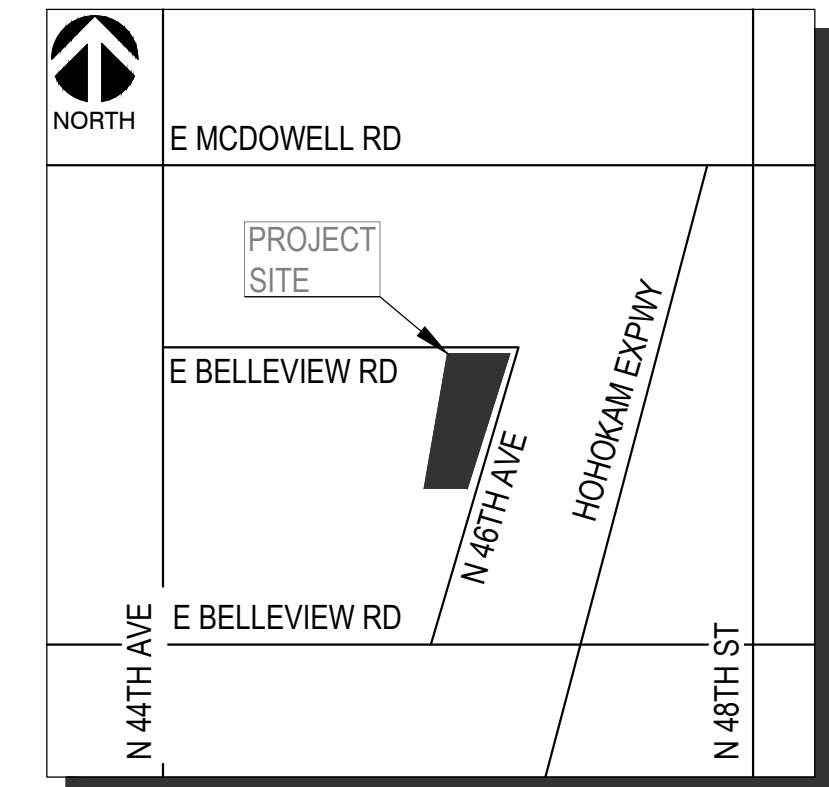 NORTH
E MCDOWELL RD
PROJECT
SITE
E BELLEVIEW RD
HOHOKAM EXPWY
N 46TH AVE
E BELLEVIEW RD
N 44TH AVE
N 48TH ST